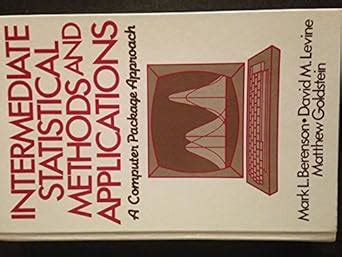 INTERMEDIATE
STATISTICAL
METHODS AND
APPLICATIONS
A Computer Package Approach
Mark L. Berenson • David M. Levine
Matthew Goldstein